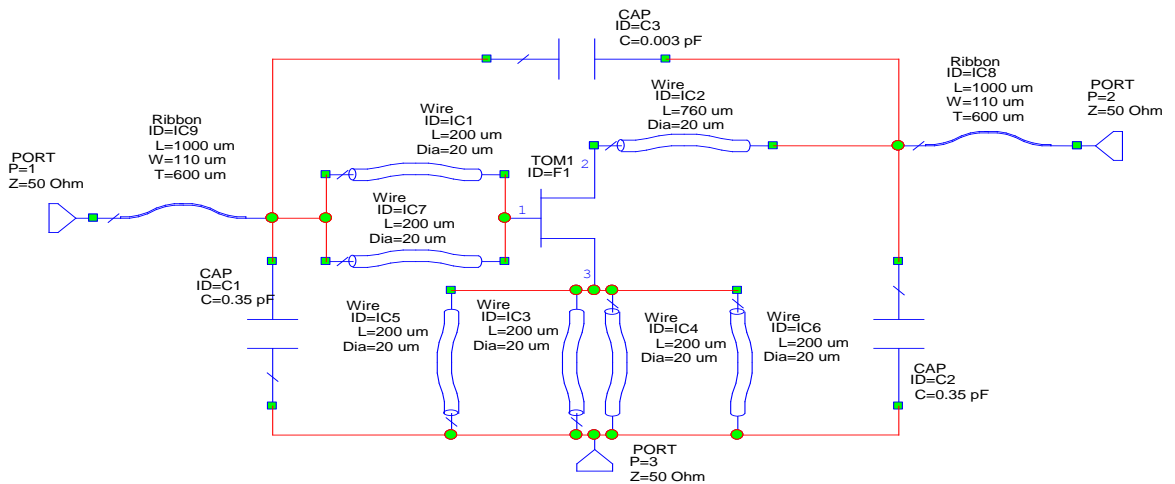 CAP
ID=C3
C=0.003 pF
Ribbon
ID=IC8
L=1000 um
W=110 um
T=600 um
PORT
P=2
Z=50 Ohm
Wire
ID=IC2
L=760 um
Dia=20 um
Wire
ID=IC1
L=200 um
Dia=20 um
Ribbon
ID=IC9
L=1000 um
W=110 um
T=600 um
PORT
P=1
Z=50 Ohm
TOM1
ID=F1
2
1
3
Wire
ID=IC7
L=200 um
Dia=20 um
CAP
ID=C1
C=0.35 pF
Wire
ID=IC5
L=200 um
Dia=20 um
Wire
ID=IC3
L=200 um
Dia=20 um
Wire
ID=IC4
L=200 um
Dia=20 um
Wire
ID=IC6
L=200 um
Dia=20 um
CAP
ID=C2
C=0.35 pF
PORT
P=3
Z=50 Ohm